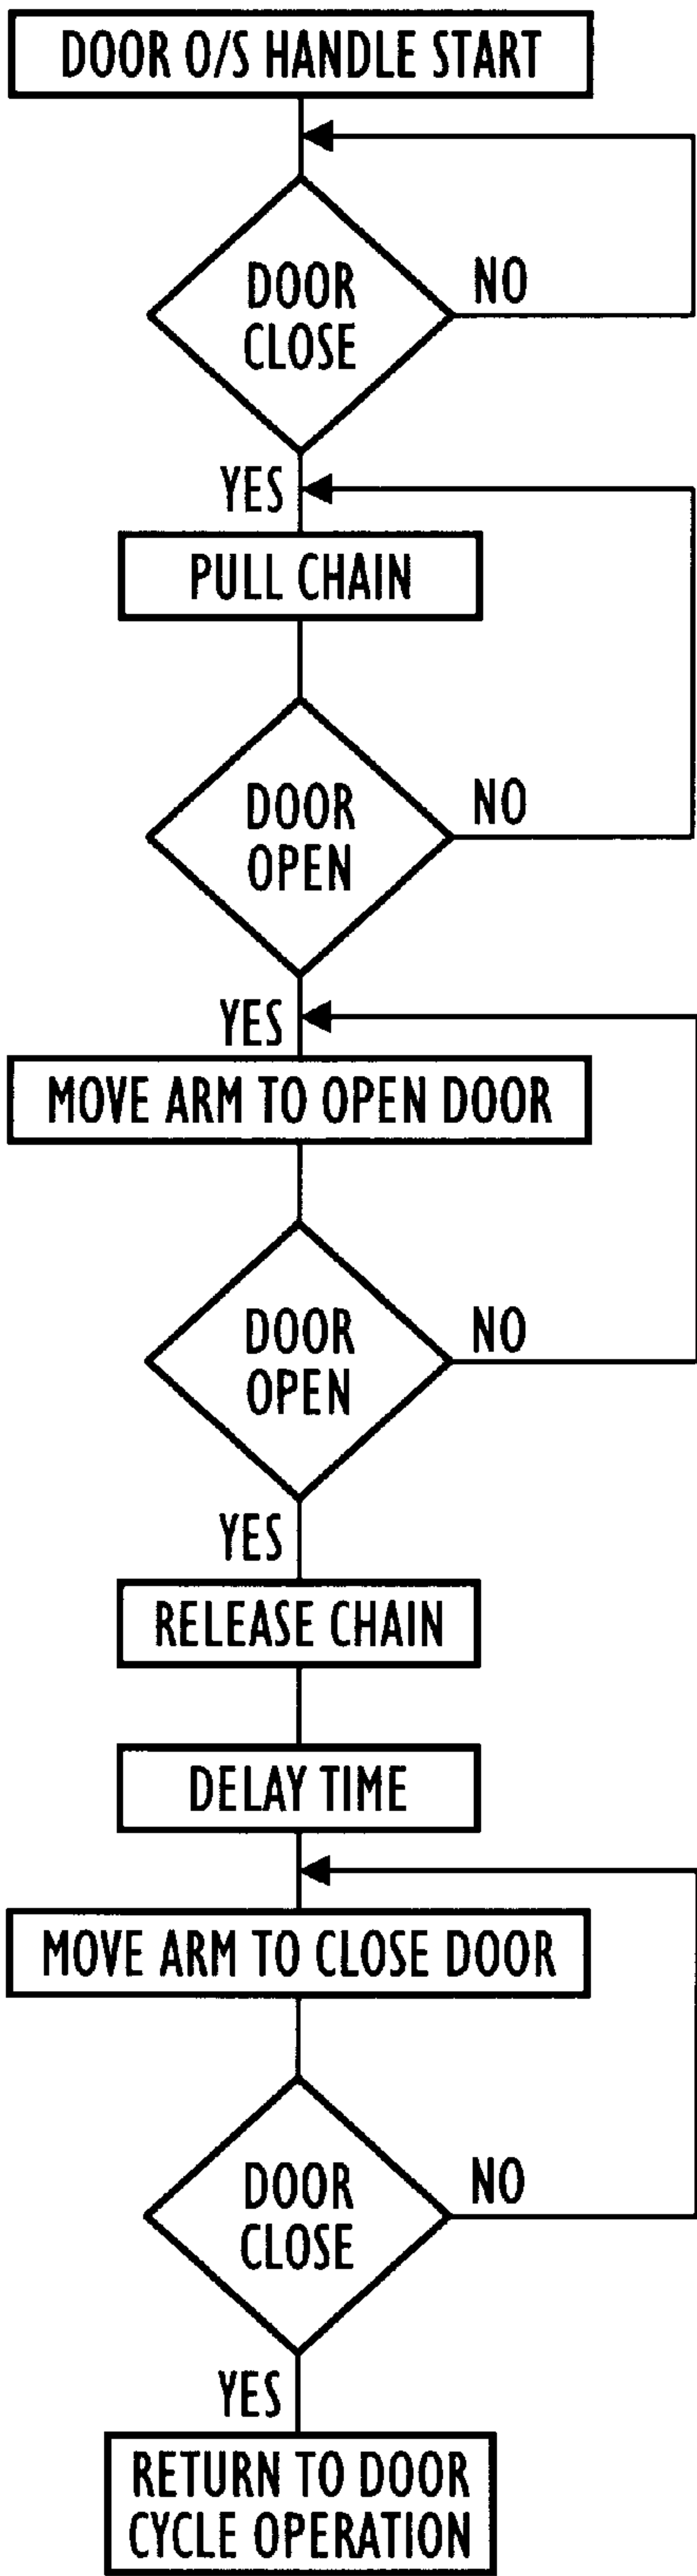 DOOR O/S HANDLE START
DOOR
CLOSE
NO
YES
PULL CHAIN
DOOR
OPEN
NO
YES
MOVE ARM TO OPEN DOOR
DOOR
OPEN
NO
YES
RELEASE CHAIN
DELAY TIME
MOVE ARM TO CLOSE DOOR
DOOR
CLOSE
NO
YES
RETURN TO DOOR
CYCLE OPERATION